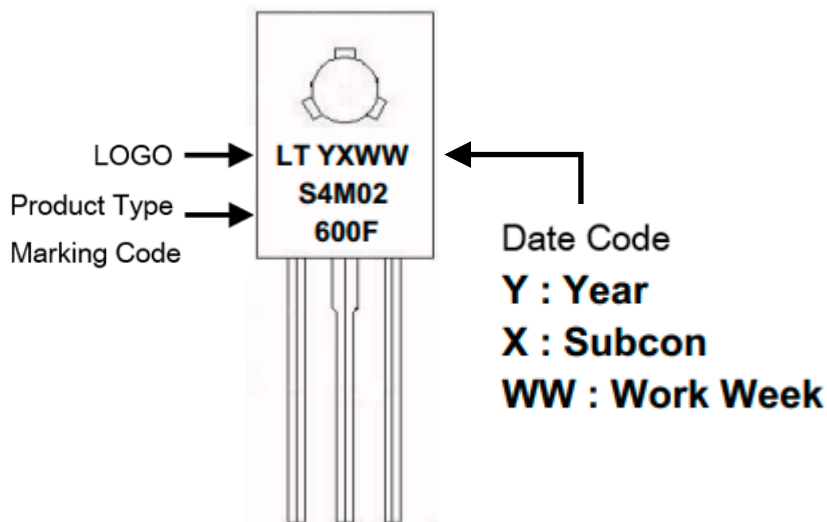 LOGO
Product Type
Marking Code
LT YXWW
S4M02
600F
Date Code
Y : Year
X : Subcon
WW : Work Week